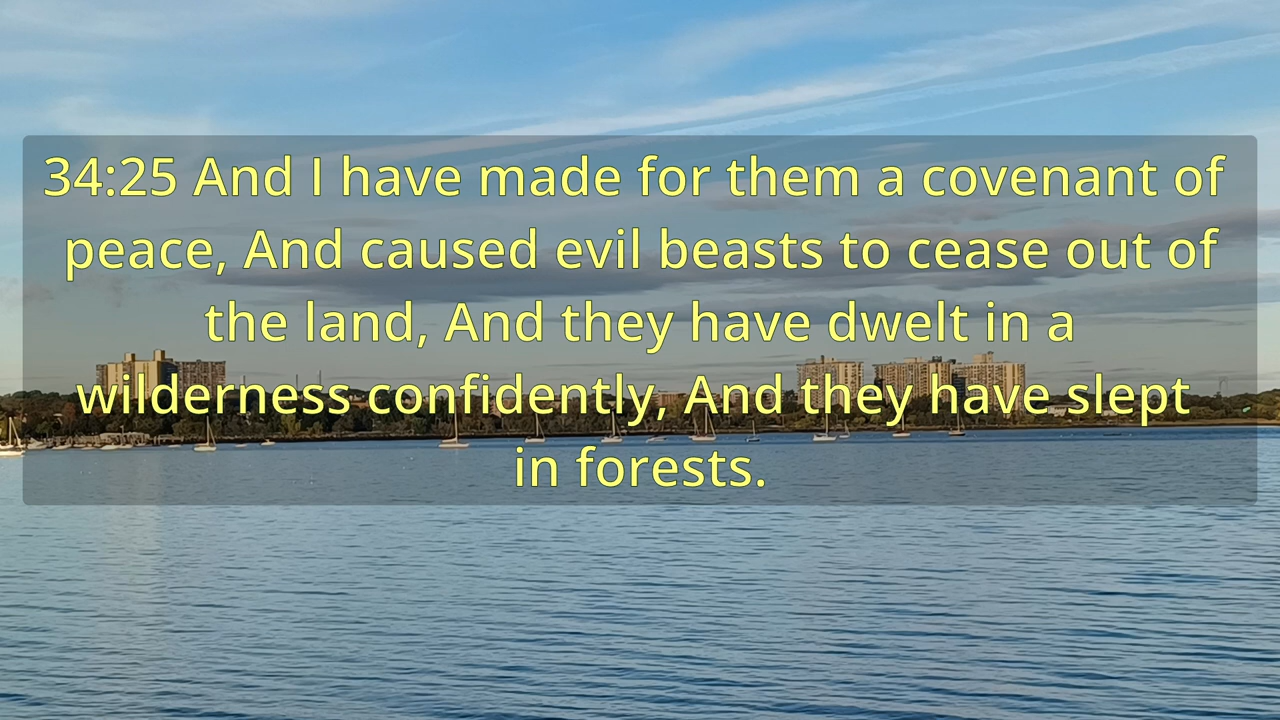 34:25 And I have made for them a covenant of
peace, And caused evil beasts to cease out of
the land, And they have dwelt in a
wilderness confidently, And they have slept
in forests.